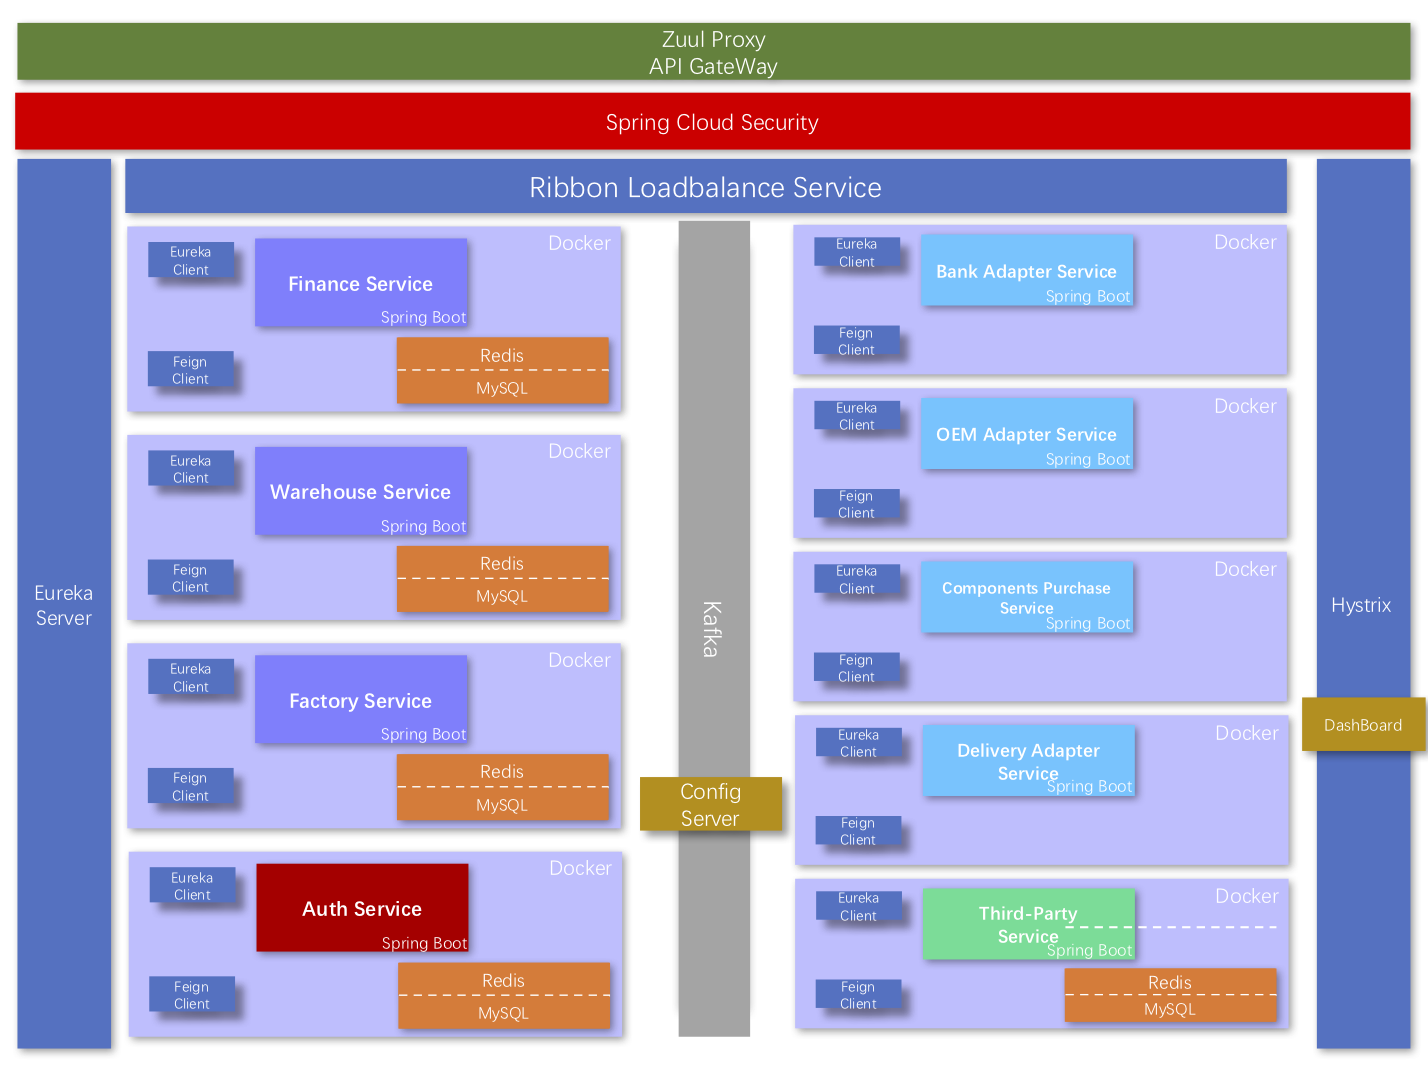 Zuul Proxy
API GateWay
Spring Cloud Security
Eureka
Server
Ribbon Loadbalance Service
Docker
Eureka
Client
Finance Service
Spring Boot
Feign
Client
Redis
MySQL
Docker
Eureka
Client
Warehouse Service
Spring Boot
Feign
Client
Redis
MySQL
Docker
Eureka
Client
Factory Service
Spring Boot
Feign
Client
Redis
MySQL
Docker
Eureka
Client
Auth Service
Spring Boot
Feign
Client
Redis
MySQL
Kafka
Config
Server
Docker
Eureka
Client
Bank Adapter Service
Spring Boot
Feign
Client
Docker
Eureka
Client
OEM Adapter Service
Spring Boot
Feign
Client
Docker
Eureka
Client
Components Purchase
Service
Spring Boot
Feign
Client
Docker
Eureka
Client
Delivery Adapter
Service
Spring Boot
Feign
Client
Docker
Eureka
Client
Third-Party
Service
Spring Boot
Feign
Client
Redis
MySQL
Hystrix
DashBoard